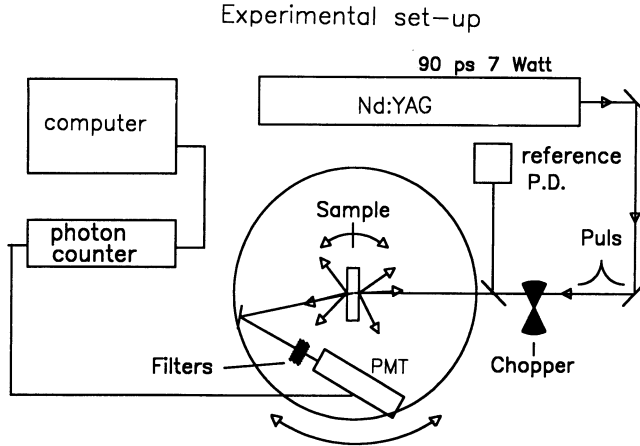 Experimental set-up
90 ps 7 Watt
Nd:YAG
computer
reference
P.D.
Sample
photon
counter
Puls
Filters
PMT
Chopper